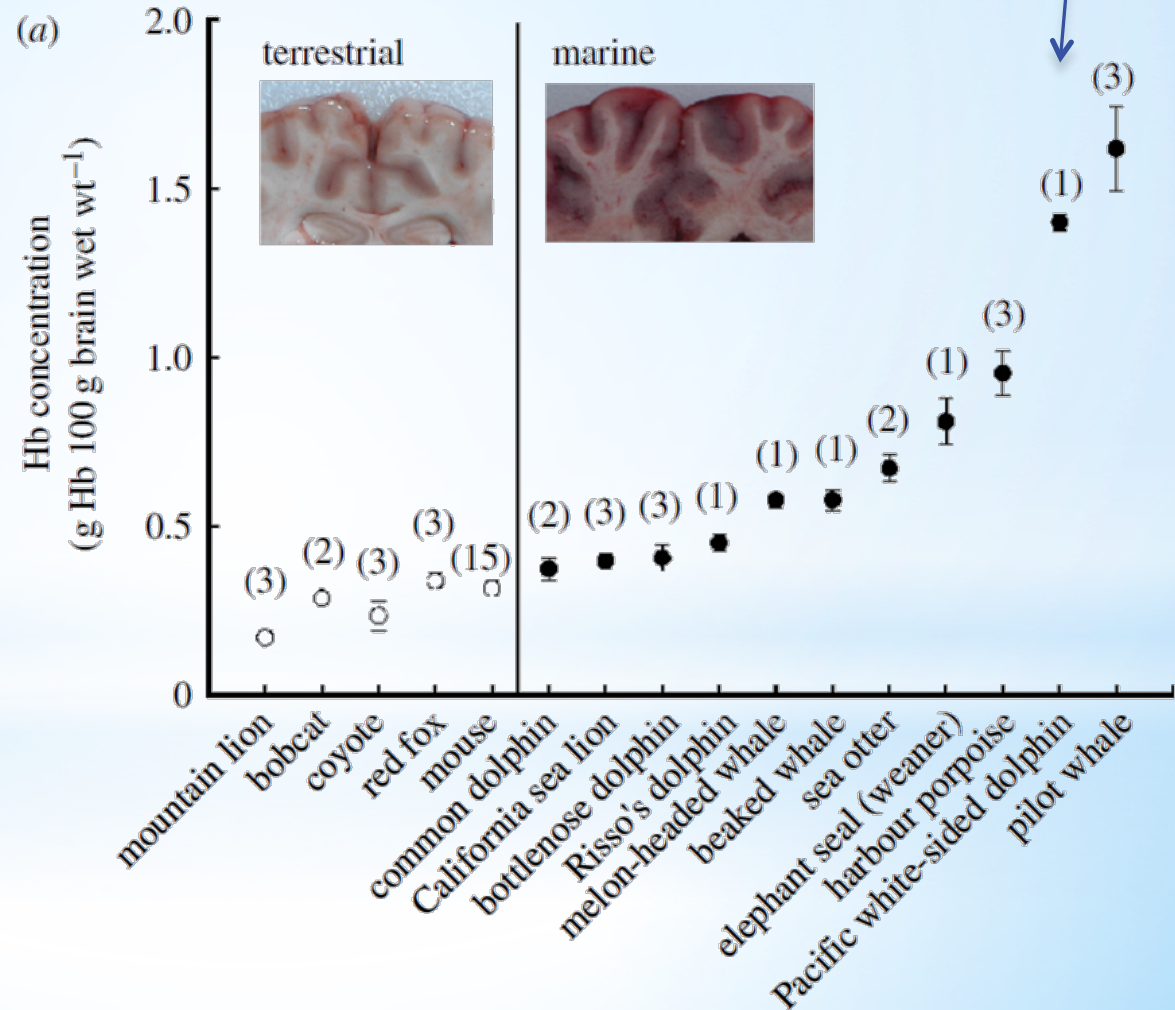 (a)
2.0
1.5
1.0
0.5
0
Hb concentration
(g Hb 100 g brain wet wt⁻¹)
terrestrial
marine
(3)
(2)
(3)
(3)
(15)
(2)
(3)
(3)
(1)
(1)
(1)
(2)
(1)
(3)
(1)
(3)
mountain lion
bobcat
coyote
red fox
mouse
common dolphin
California sea lion
bottlenose dolphin
Risso's dolphin
melon-headed whale
beaked whale
sea otter
elephant seal (weaner)
harbour porpoise
Pacific white-sided dolphin
pilot whale